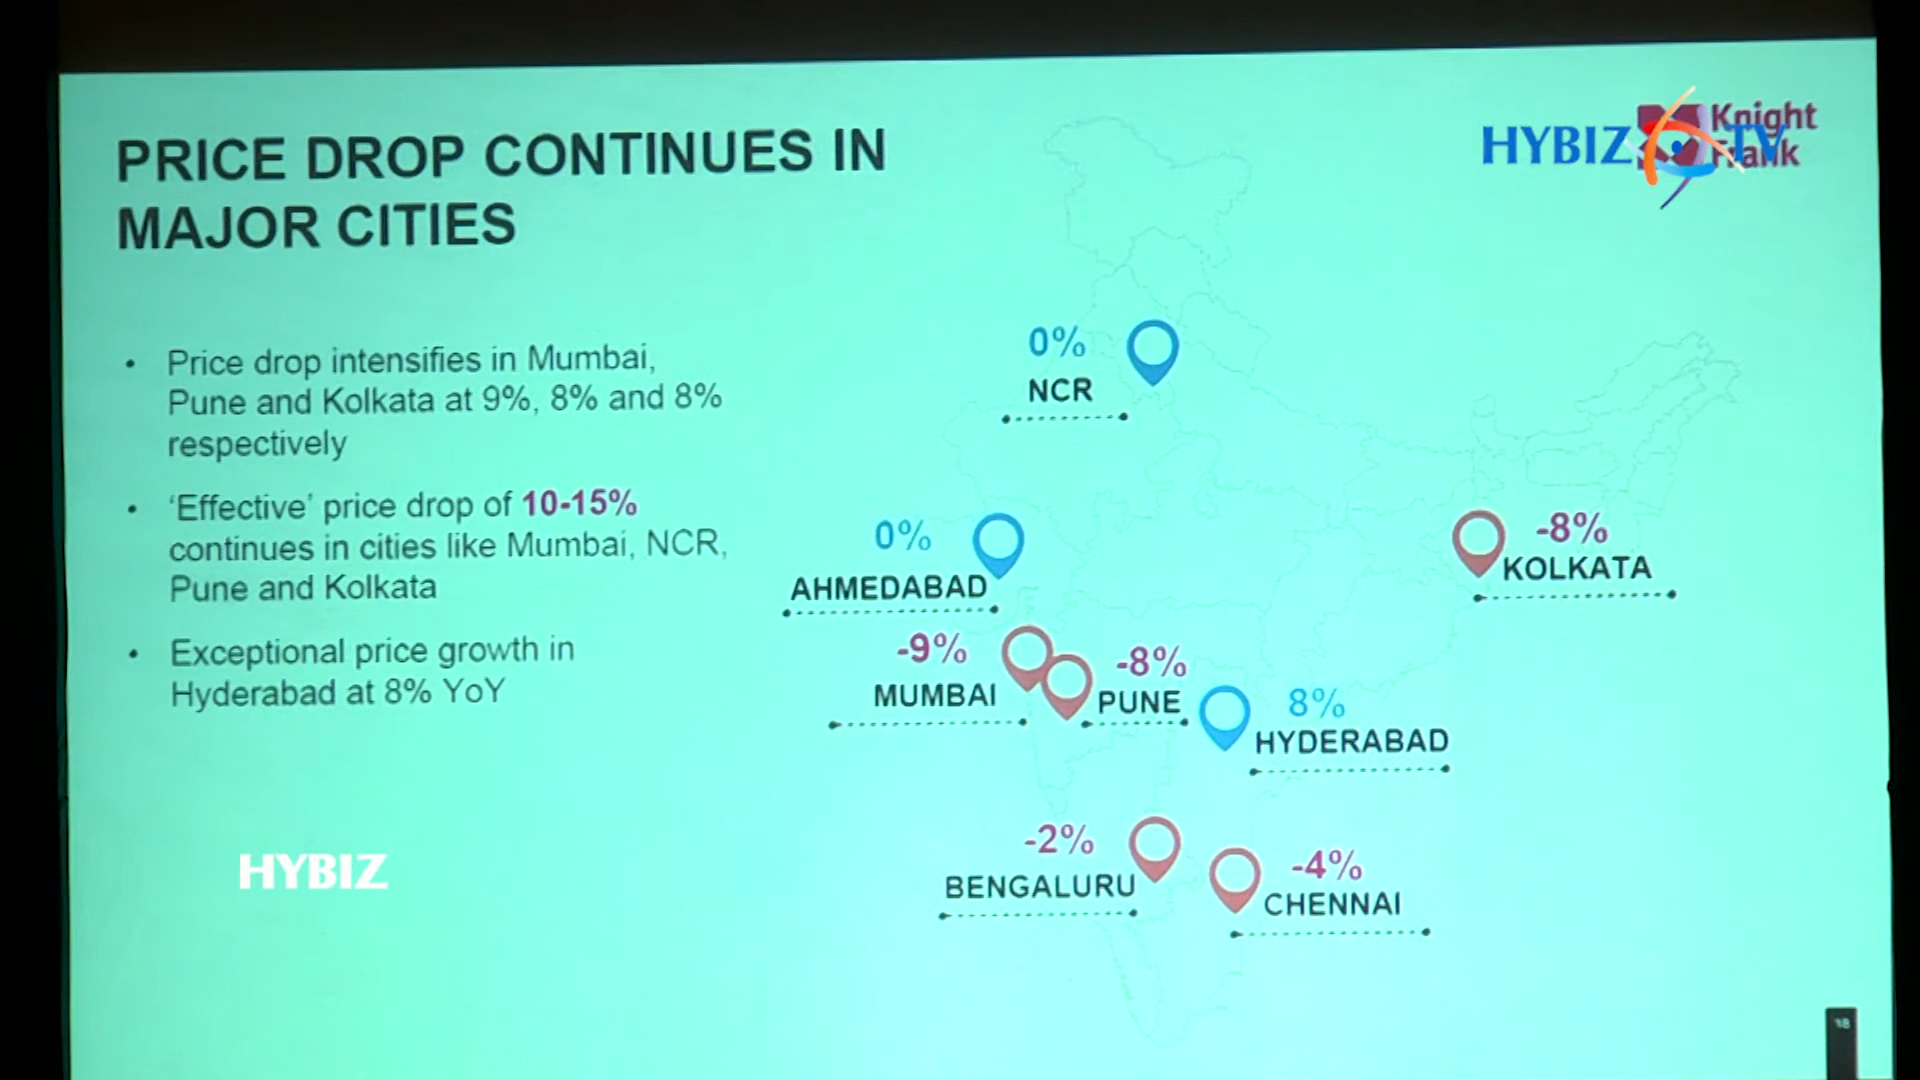 PRICE DROP CONTINUES IN
MAJOR CITIES
HYBIZ TV
Knight
Frank
• Price drop intensifies in Mumbai,
Pune and Kolkata at 9%, 8% and 8%
respectively
• ‘Effective’ price drop of 10-15%
continues in cities like Mumbai, NCR,
Pune and Kolkata
• Exceptional price growth in
Hyderabad at 8% YoY
0%
NCR
0%
AHMEDABAD
-8%
KOLKATA
-9%
MUMBAI
-8%
PUNE
8%
HYDERABAD
-2%
BENGALURU
-4%
CHENNAI
HYBIZ
18